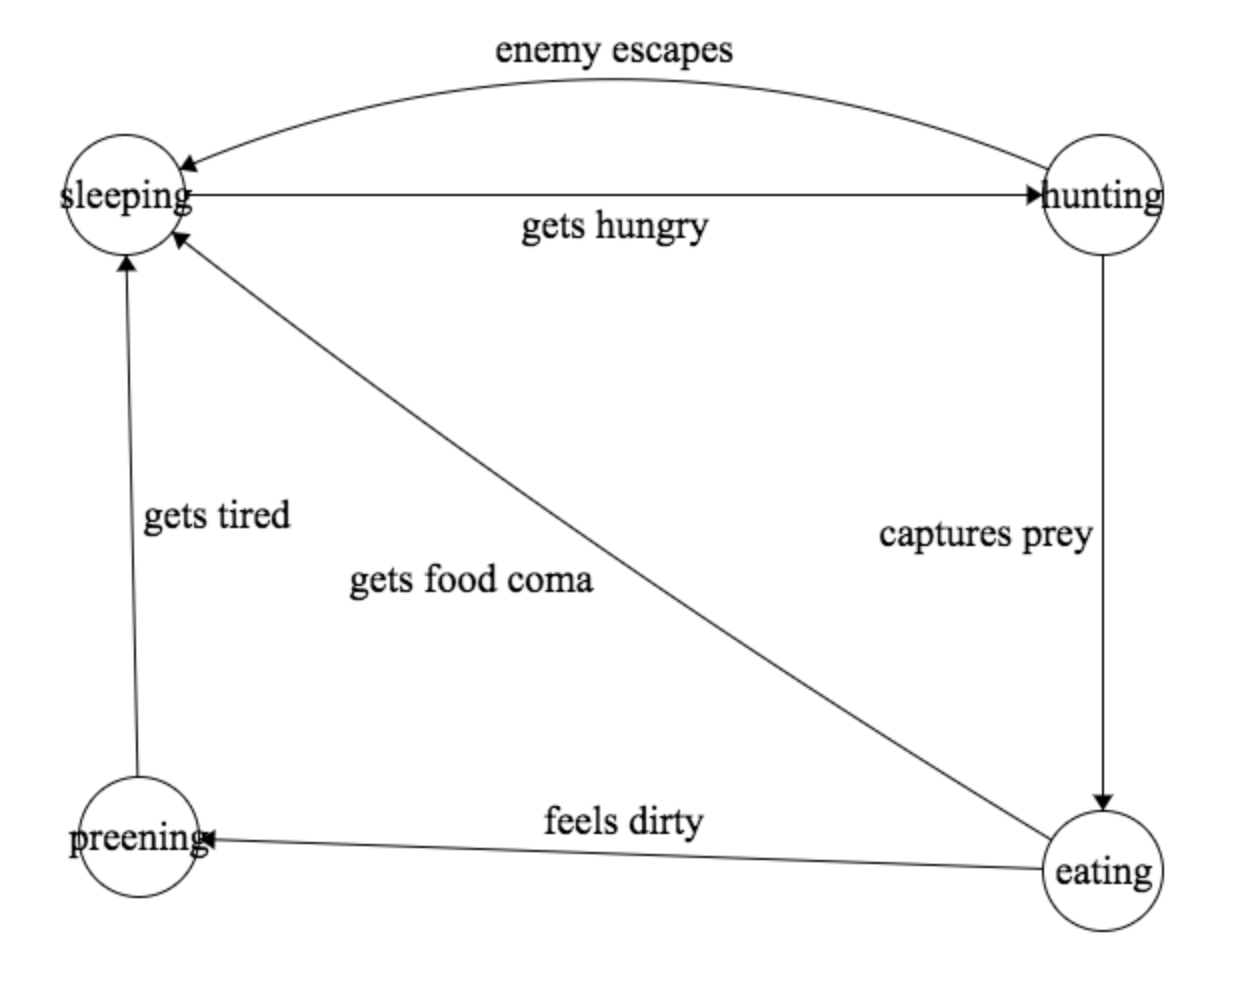 enemy escapes
sleeping
hunting
gets hungry
gets tired
captures prey
gets food coma
feels dirty
preening
eating